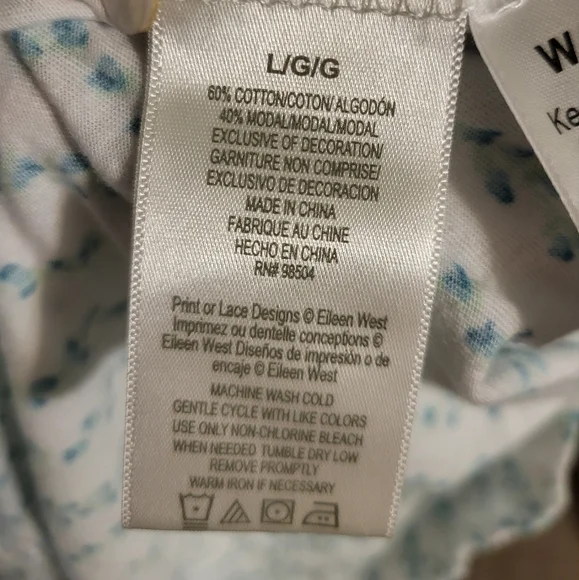 L/G/G
60% COTTON/COTON/ ALGODÓN
40% MODAL/MODAL/MODAL
EXCLUSIVE OF DECORATION/
GARNITURE NON COMPRISE/
EXCLUSIVO DE DECORACION
MADE IN CHINA
FABRIQUE AU CHINE
HECHO EN CHINA
RN# 98504
Print or Lace Designs © Eileen West
Imprimez ou dentelle conceptions ©
Eileen West Diseños de impresión o de
encaje © Eileen West
MACHINE WASH COLD
GENTLE CYCLE WITH LIKE COLORS
USE ONLY NON-CHLORINE BLEACH
WHEN NEEDED TUMBLE DRY LOW
REMOVE PROMPTLY
WARM IRON IF NECESSARY
W
Ke